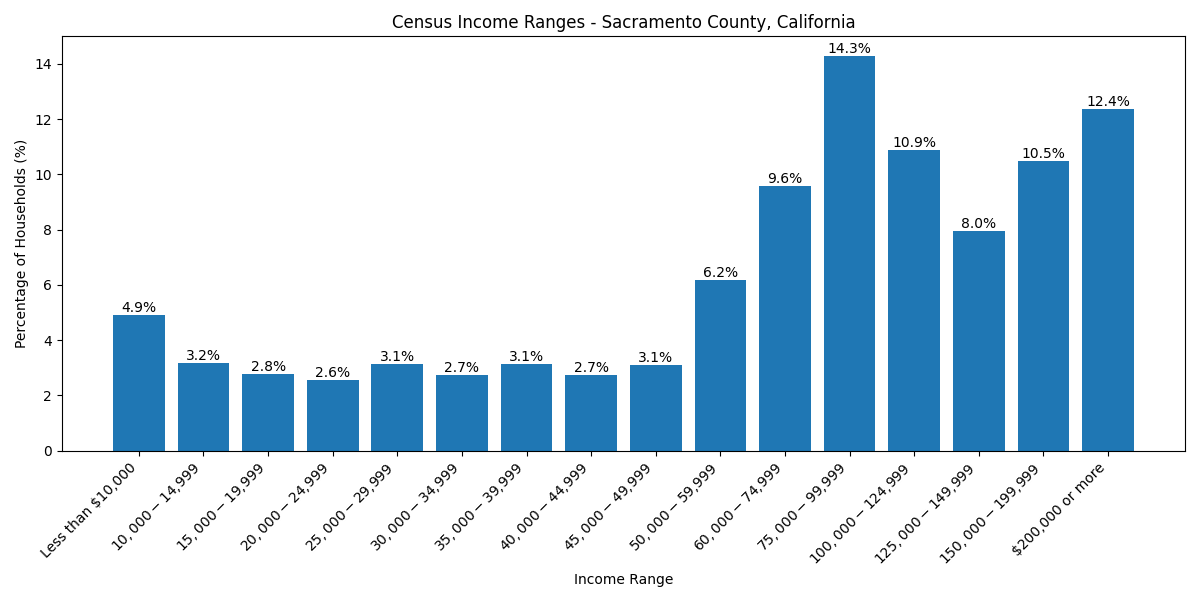 Census Income Ranges - Sacramento County, California
Percentage of Households (%)
14
12
10
8
6
4
2
0
4.9%
3.2%
2.8%
2.6%
3.1%
2.7%
3.1%
2.7%
3.1%
6.2%
9.6%
14.3%
10.9%
8.0%
10.5%
12.4%
Less than $10,000
10,000 − 14,999
15,000 − 19,999
20,000 − 24,999
25,000 − 29,999
30,000 − 34,999
35,000 − 39,999
40,000 − 44,999
45,000 − 49,999
50,000 − 59,999
60,000 − 74,999
75,000 − 99,999
100,000 − 124,999
125,000 − 149,999
150,000 − 199,999
$200,000 or more
Income Range